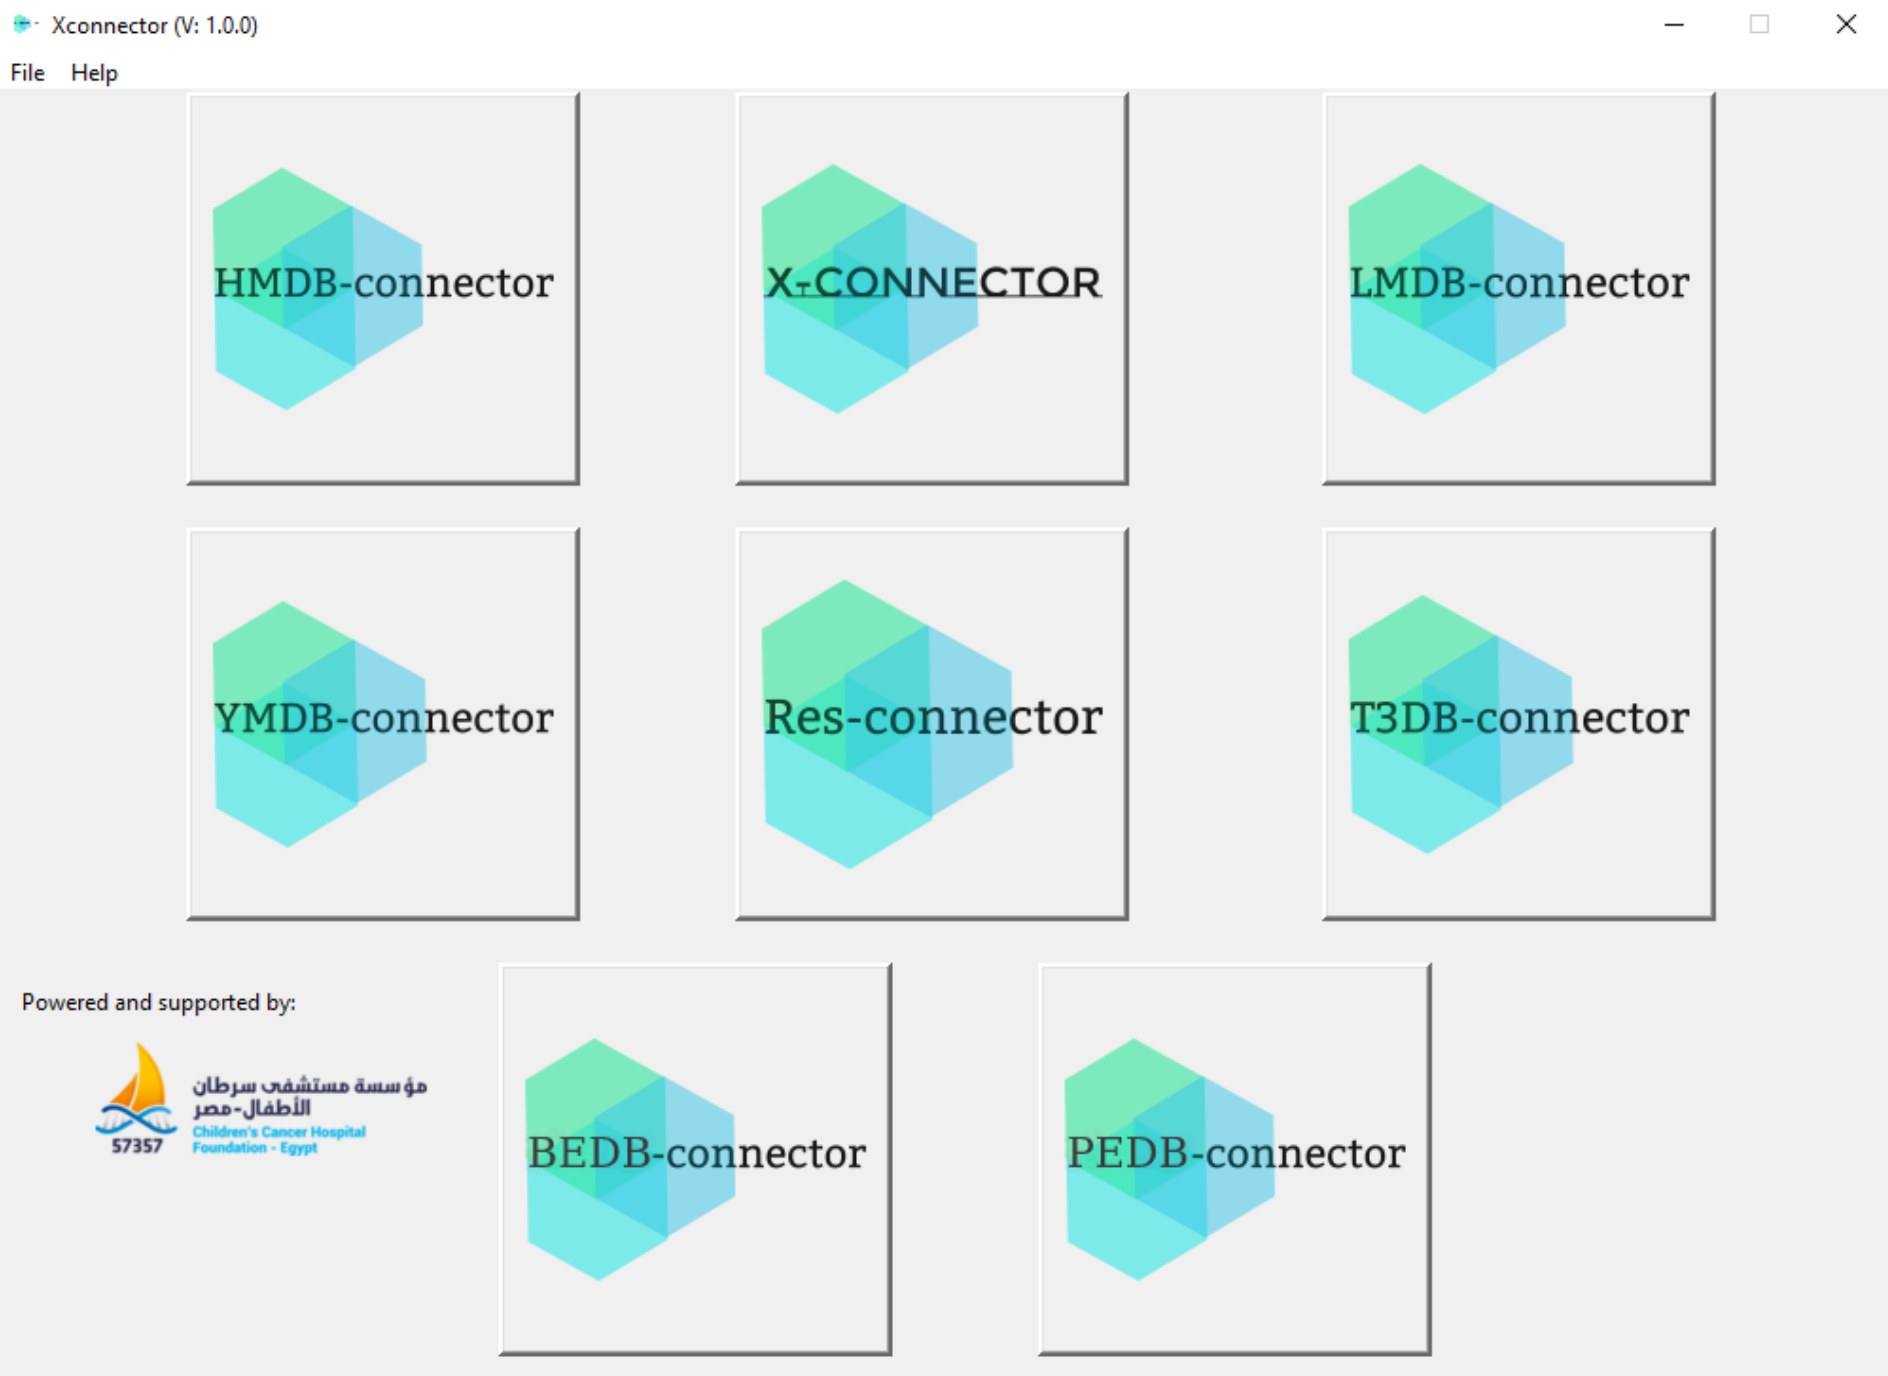 Xconnector (V: 1.0.0)
File Help
HMDB-connector
X-CONNECTOR
LMDB-connector
YMDB-connector
Res-connector
T3DB-connector
Powered and supported by:
مؤسسة مستشفى سرطان
الأطفال-مصر
Children's Cancer Hospital
Foundation - Egypt
57357
BEDB-connector
PEDB-connector